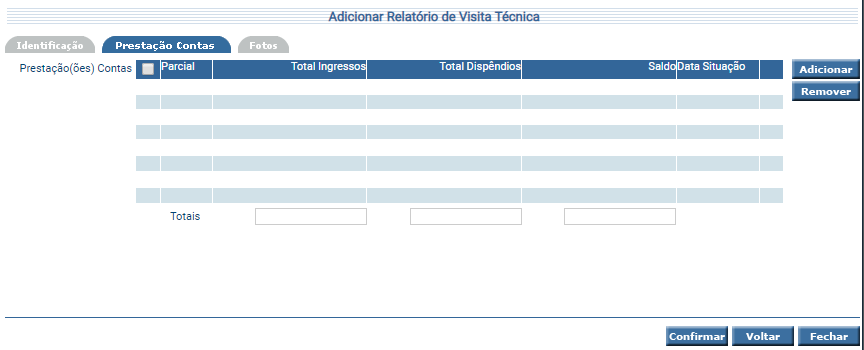 Adicionar Relatório de Visita Técnica
Identificação Prestação Contas Fotos
Prestação(ões) Contas Parcial Total Ingressos Total Dispêndios Saldo Data Situação Adicionar
Remover
Totais
Confirmar Voltar Fechar